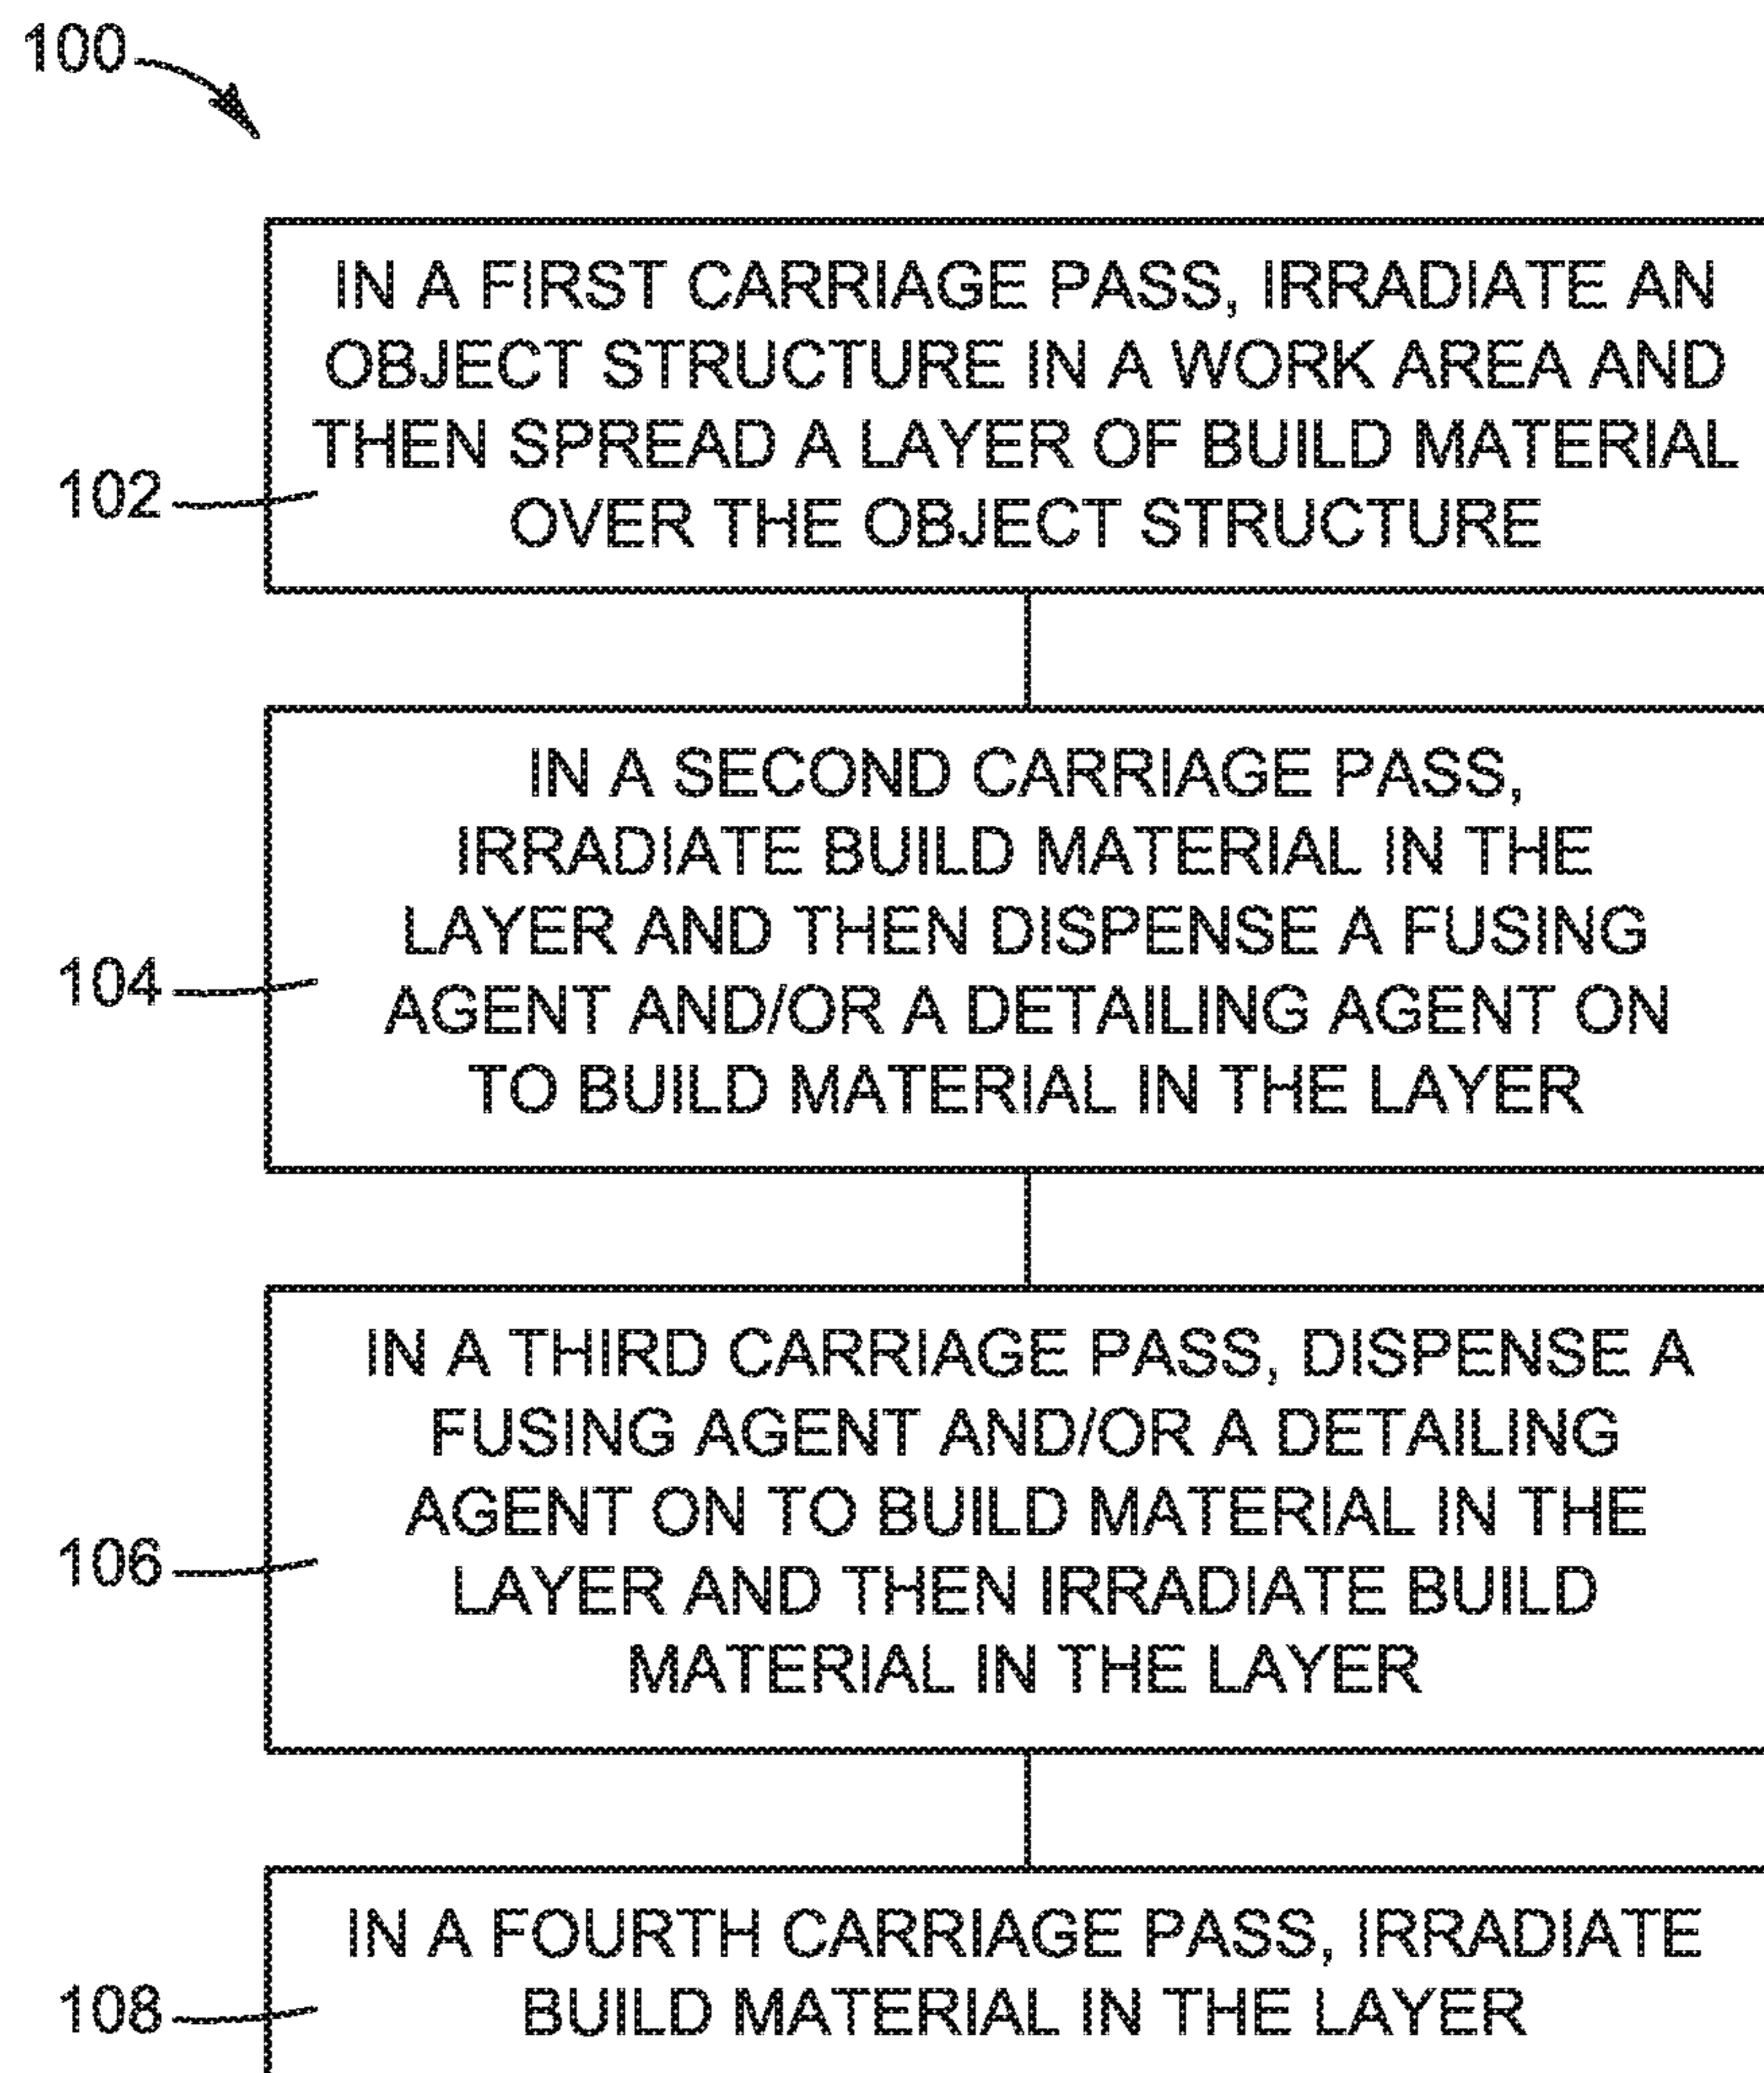 100
IN A FIRST CARRIAGE PASS, IRRADIATE AN
OBJECT STRUCTURE IN A WORK AREA AND
THEN SPREAD A LAYER OF BUILD MATERIAL
OVER THE OBJECT STRUCTURE
102
IN A SECOND CARRIAGE PASS,
IRRADIATE BUILD MATERIAL IN THE
LAYER AND THEN DISPENSE A FUSING
AGENT AND/OR A DETAILING AGENT ON
TO BUILD MATERIAL IN THE LAYER
104
IN A THIRD CARRIAGE PASS, DISPENSE A
FUSING AGENT AND/OR A DETAILING
AGENT ON TO BUILD MATERIAL IN THE
LAYER AND THEN IRRADIATE BUILD
MATERIAL IN THE LAYER
106
IN A FOURTH CARRIAGE PASS, IRRADIATE
BUILD MATERIAL IN THE LAYER
108